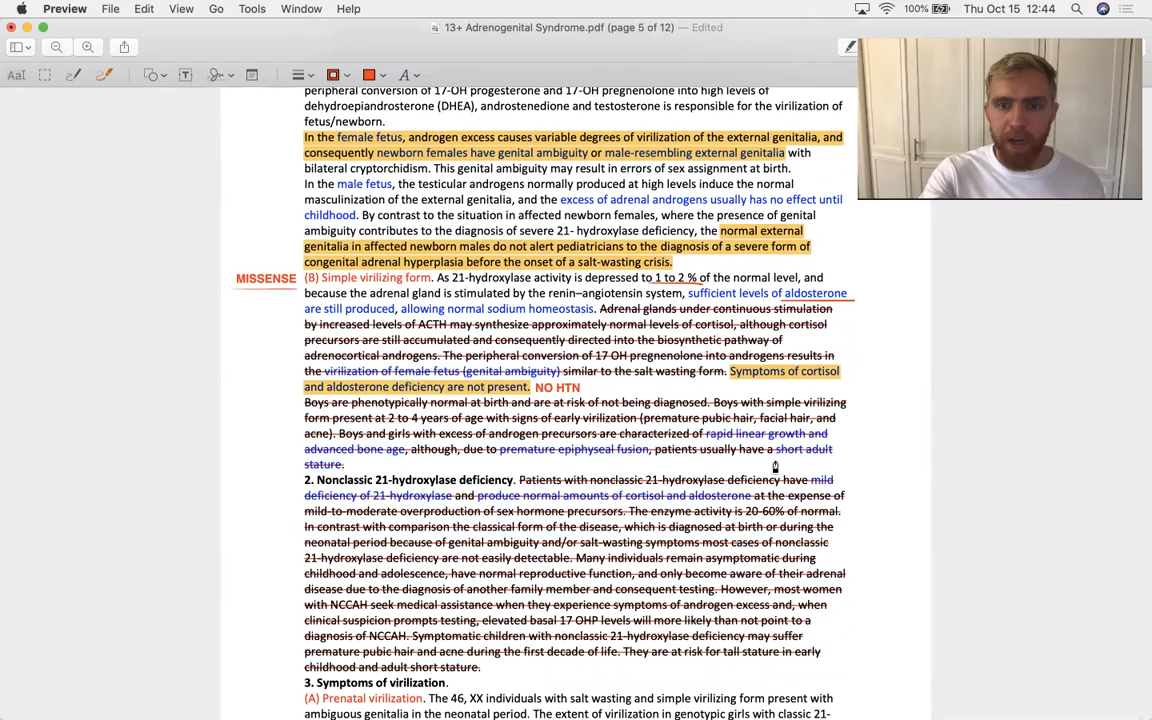 Preview File Edit View Go Tools Window Help 100% Thu Oct 15 12:44
13+ Adrenogenital Syndrome.pdf (page 5 of 12) — Edited
peripheral conversion of 17-OH progesterone and 17-OH pregnenolone into high levels of
dehydroepiandrosterone (DHEA), androstenedione and testosterone is responsible for the virilization of
fetus/newborn.
In the female fetus, androgen excess causes variable degrees of virilization of the external genitalia, and
consequently newborn females have genital ambiguity or male-resembling external genitalia with
bilateral cryptorchidism. This genital ambiguity may result in errors of sex assignment at birth.
In the male fetus, the testicular androgens normally produced at high levels induce the normal
masculinization of the external genitalia, and the excess of adrenal androgens usually has no effect until
childhood. By contrast to the situation in affected newborn females, where the presence of genital
ambiguity contributes to the diagnosis of severe 21- hydroxylase deficiency, the normal external
genitalia in affected newborn males do not alert pediatricians to the diagnosis of a severe form of
congenital adrenal hyperplasia before the onset of a salt-wasting crisis.
MISSENSE (B) Simple virilizing form. As 21-hydroxylase activity is depressed to 1 to 2 % of the normal level, and
because the adrenal gland is stimulated by the renin–angiotensin system, sufficient levels of aldosterone
are still produced, allowing normal sodium homeostasis. Adrenal glands under continuous stimulation
by increased levels of ACTH may synthesize approximately normal levels of cortisol, although cortisol
precursors are still accumulated and consequently directed into the biosynthetic pathway of
adrenocortical androgens. The peripheral conversion of 17 OH pregnenolone into androgens results in
the virilization of female fetus (genital ambiguity) similar to the salt wasting form. Symptoms of cortisol
and aldosterone deficiency are not present. NO HTN
Boys are phenotypically normal at birth and are at risk of not being diagnosed. Boys with simple virilizing
form present at 2 to 4 years of age with signs of early virilization (premature pubic hair, facial hair, and
acne). Boys and girls with excess of androgen precursors are characterized of rapid linear growth and
advanced bone age, although, due to premature epiphyseal fusion, patients usually have a short adult
stature.
2. Nonclassic 21-hydroxylase deficiency. Patients with nonclassic 21-hydroxylase deficiency have mild
deficiency of 21-hydroxylase and produce normal amounts of cortisol and aldosterone at the expense of
mild-to-moderate overproduction of sex hormone precursors. The enzyme activity is 20-60% of normal.
In contrast with comparison the classical form of the disease, which is diagnosed at birth or during the
neonatal period because of genital ambiguity and/or salt-wasting symptoms most cases of nonclassic
21-hydroxylase deficiency are not easily detectable. Many individuals remain asymptomatic during
childhood and adolescence, have normal reproductive function, and only become aware of their adrenal
disease due to the diagnosis of another family member and consequent testing. However, most women
with NCCAH seek medical assistance when they experience symptoms of androgen excess and, when
clinical suspicion prompts testing, elevated basal 17 OHP levels will more likely than not point to a
diagnosis of NCCAH. Symptomatic children with nonclassic 21-hydroxylase deficiency may suffer
premature pubic hair and acne during the first decade of life. They are at risk for tall stature in early
childhood and adult short stature.
3. Symptoms of virilization.
(A) Prenatal virilization. The 46, XX individuals with salt wasting and simple virilizing form present with
ambiguous genitalia in the neonatal period. The extent of virilization in genotypic girls with classic 21-